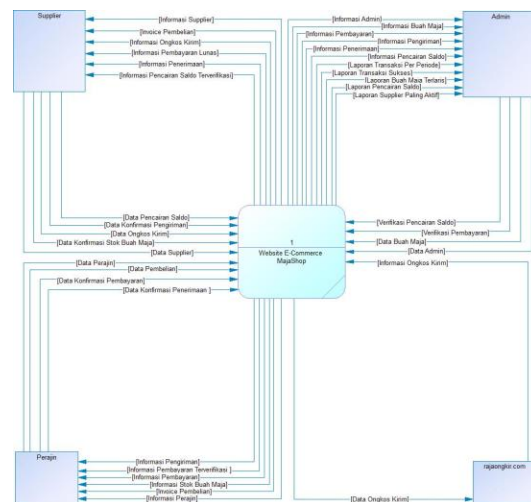 Supplier
[Informasi Supplier]
[Invoice Pembelian]
[Informasi Ongkos Kirim]
[Informasi Pembayaran Lunas]
[Informasi Penerimaan]
[Informasi Pencairan Saldo Terverifikasi]
Admin
[Informasi Admin]
[Informasi Buah Maja]
[Informasi Pembayaran]
[Informasi Pengiriman]
[Informasi Penerimaan]
[Informasi Pencairan Saldo]
[Laporan Transaksi Per Periode]
[Laporan Transaksi Sukses]
[Laporan Buah Maja Terlaris]
[Laporan Pencairan Saldo]
[Laporan Supplier Paling Aktif]
[Data Pencairan Saldo]
[Data Konfirmasi Pengiriman]
[Data Ongkos Kirim]
[Data Konfirmasi Stok Buah Maja]
[Data Supplier]
[Data Perajin]
[Data Pembelian]
[Data Konfirmasi Pembayaran]
[Data Konfirmasi Penerimaan ]
1
Website E-Commerce
MajaShop
[Verifikasi Pencairan Saldo]
[Verifikasi Pembayaran]
[Data Buah Maja]
[Data Admin]
[Informasi Ongkos Kirim]
Perajin
[Informasi Pengiriman]
[Informasi Pembayaran Terverifikasi ]
[Informasi Pembayaran]
[Informasi Stok Buah Maja]
[Invoice Pembelian]
[Informasi Perajin]
rajaongkir.com
[Data Ongkos Kirim]